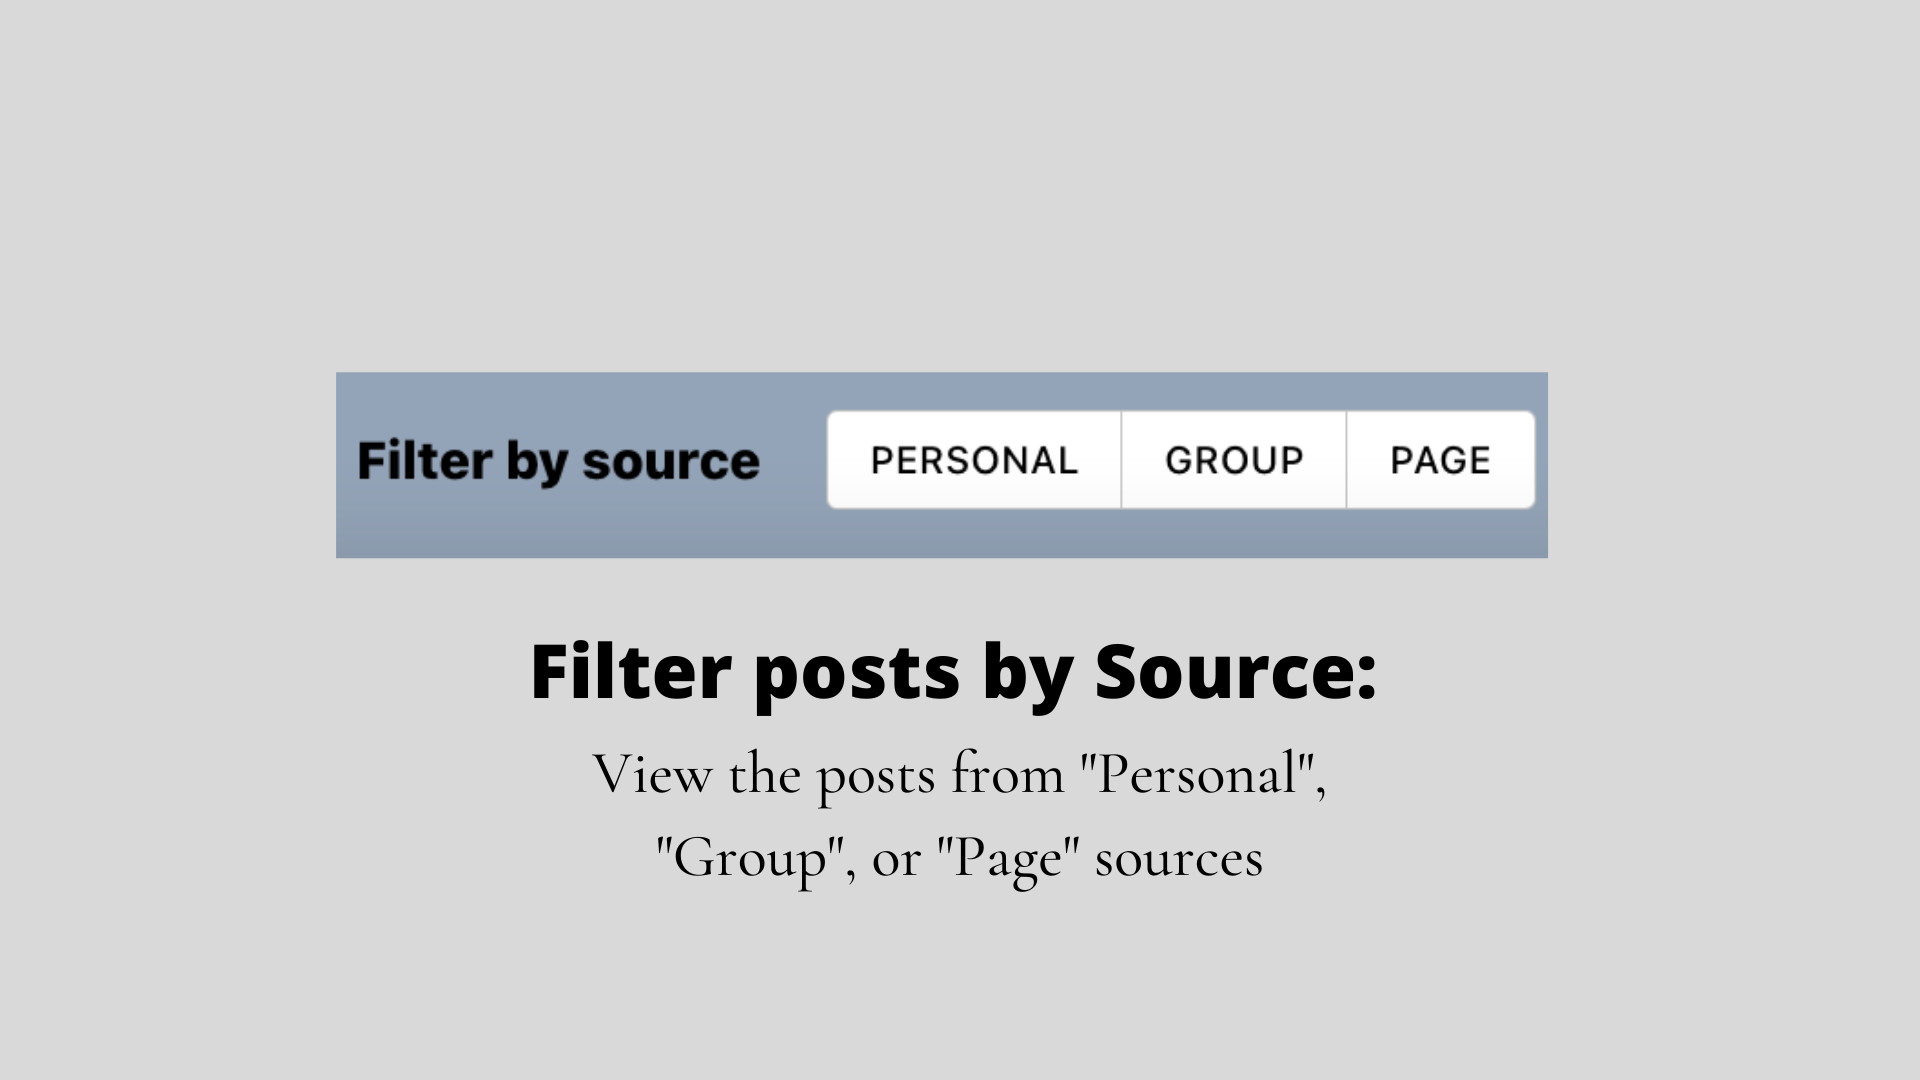 Filter by source PERSONAL GROUP PAGE
Filter posts by Source:
View the posts from "Personal",
"Group", or "Page" sources